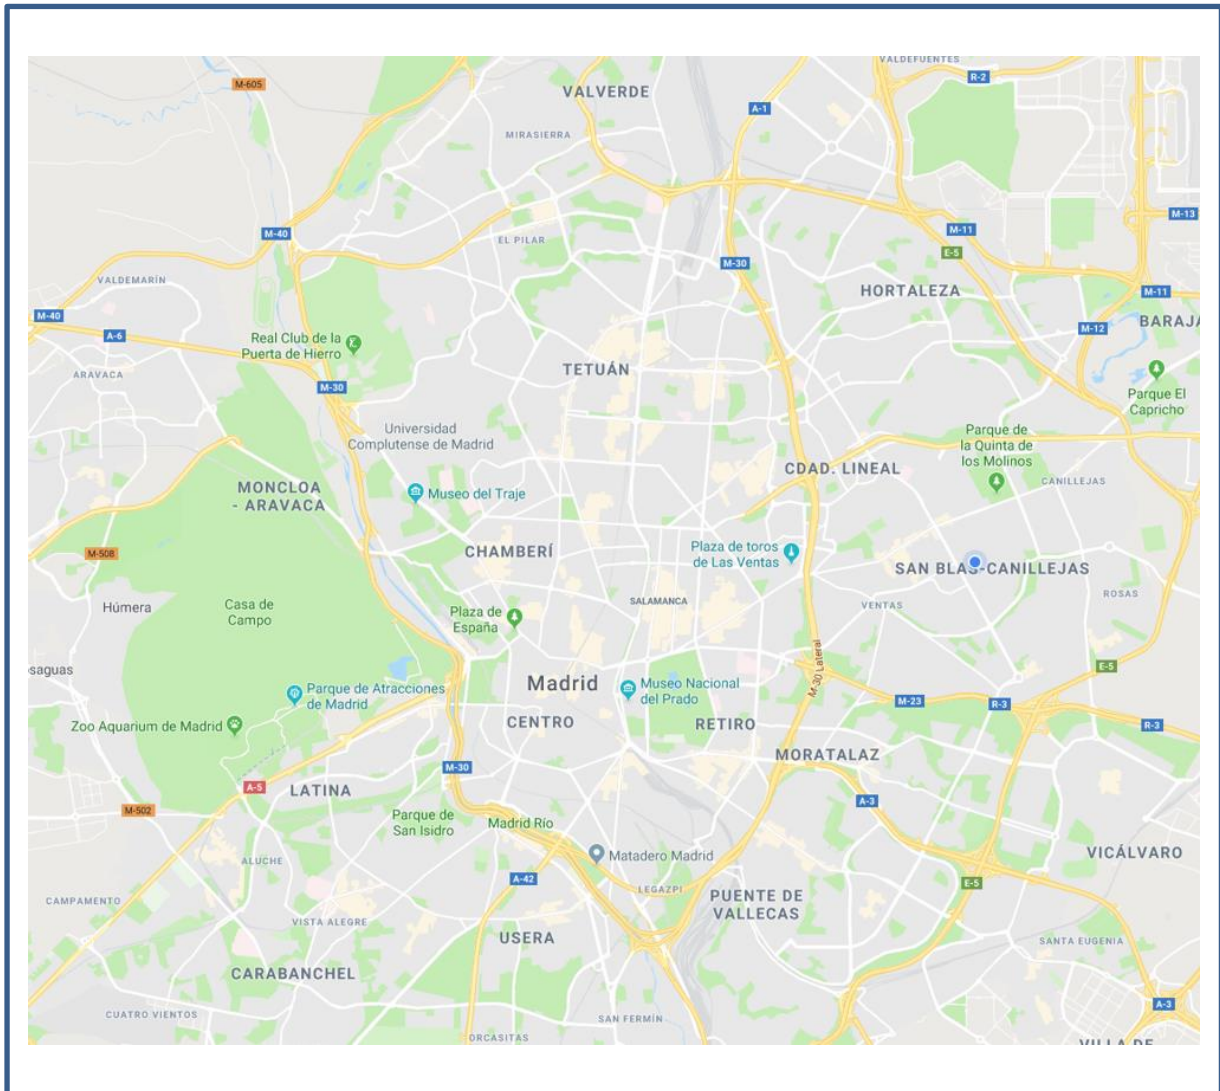 VALDEFUENTES
R-2
M-605
VALVERDE
A-1
MIRASIERRA
M-13
M-40
M-11
EL PILAR
E-5
M-30
VALDEMARÍN
HORTALEZA
M-11
M-40
BARAJA
M-12
A-6
Real Club de la
Puerta de Hierro
TETUÁN
ARAVACA
M-30
Parque El
Capricho
Universidad
Complutense de Madrid
Parque de
la Quinta de
los Molinos
CDAD. LINEAL
CANILLEJAS
MONCLOA
- ARAVACA
Museo del Traje
M-508
CHAMBERÍ
Plaza de toros
de Las Ventas
SAN BLAS-CANILLEJAS
ROSAS
Húmera
Casa de
Campo
SALAMANCA
VENTAS
Plaza de
España
osaguas
M-30 Lateral
E-5
Parque de Atracciones
de Madrid
Madrid
Museo Nacional
del Prado
M-23
R-3
R-3
Zoo Aquarium de Madrid
CENTRO
RETIRO
MORATALAZ
M-30
A-5
LATINA
A-3
M-502
Parque de
San Isidro
Madrid Río
Matadero Madrid
VICÁLVARO
ALUCHE
A-42
LEGAZPI
E-5
CAMPAMENTO
PUENTE DE
VALLECAS
VISTA ALEGRE
USERA
SANTA EUGENIA
CARABANCHEL
A-3
CUATRO VIENTOS
SAN FERMÍN
ORCASITAS
VILLA DE